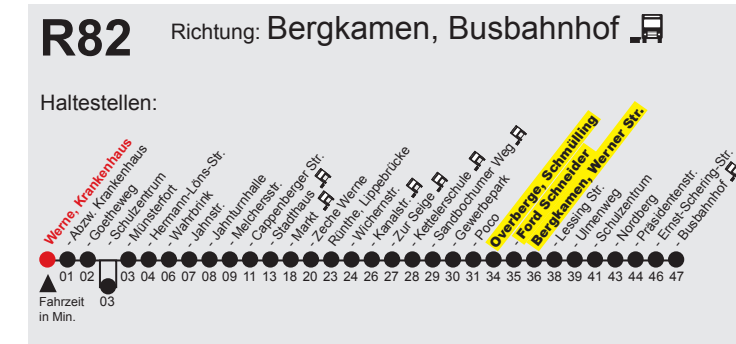 R82
Richtung: Bergkamen, Busbahnhof
Haltestellen:
Werne, Krankenhaus
Abzw. Krankenhaus
- Goetheweg
- Schulzentrum
- Münsterfort
- Hermann-Löns-Str.
- Wahrbrink
- Jahnstr.
- Jahnturnhalle
- Melchersstr.
- Cappenberger Str.
- Stadthaus
- Markt
- Zeche Werne
Rünthe, Lippebrücke
- Wichernstr.
- Kanalstr.
- Zur Seige
- Kettelerschule
- Sandbochumer Weg
- Gewerbepark
- Poco
Overberge, Schmülling
Ford Schneider
Bergkamen, Werner Str.
- Lessing Str.
- Ulmenweg
- Schulzentrum
- Nordberg
- Präsidentenstr.
- Ernst-Schering-Str.
- Busbahnhof
01 02 03 04 06 07 08 09 11 13 18 20 23 24 26 27 28 29 30 31 34 35 36 38 39 41 43 44 46 47
03
Fahrzeit
in Min.